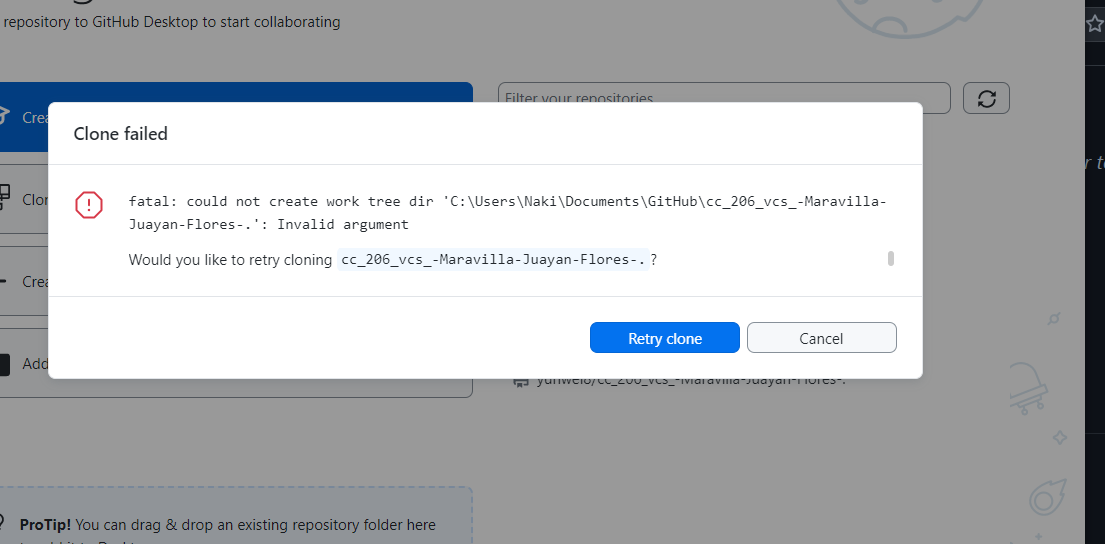 repository to GitHub Desktop to start collaborating
Filter your repositories
Crea
Clone failed
fatal: could not create work tree dir 'C:\Users\Naki\Documents\GitHub\cc_206_vcs_-Maravilla-
Juayan-Flores-.': Invalid argument
Clon
Would you like to retry cloning cc_206_vcs_-Maravilla-Juayan-Flores-. ?
Crea
Retry clone
Cancel
Add
yunwei8/cc_206_vcs_-Maravilla-Juayan-Flores-.
ProTip! You can drag & drop an existing repository folder here